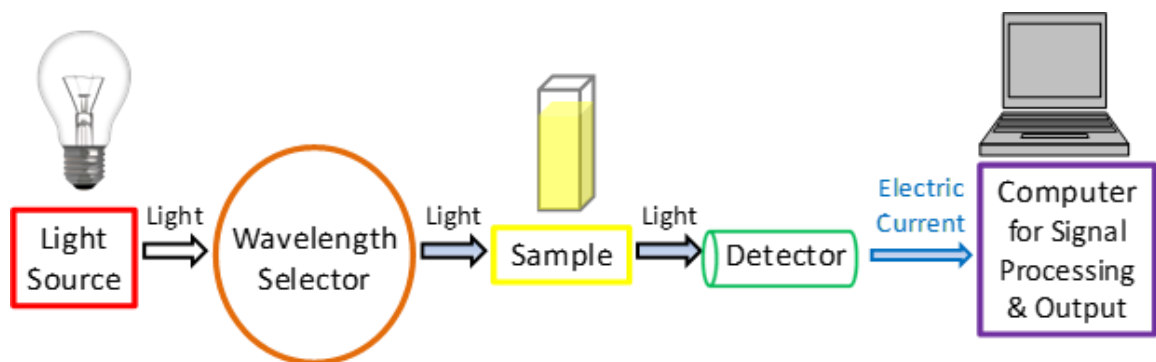 Light
Source
Light
Wavelength
Selector
Light
Sample
Light
Detector
Electric
Current
Computer
for Signal
Processing
& Output